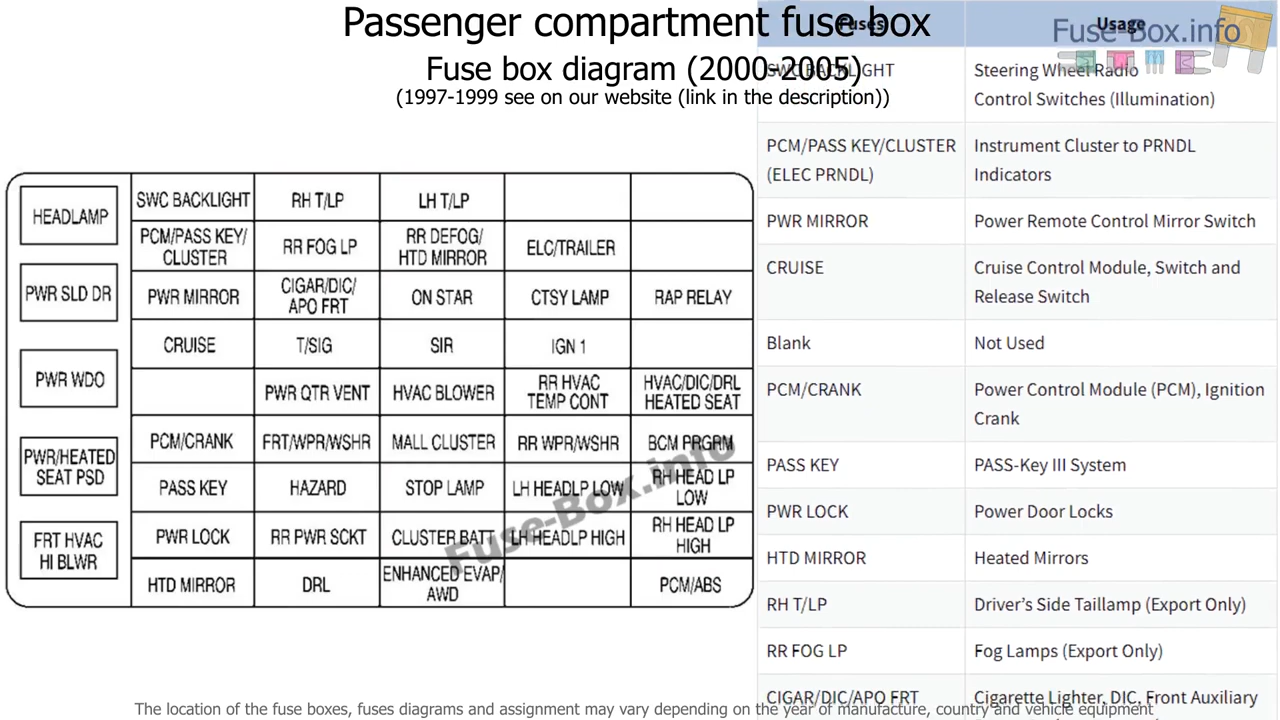 Passenger compartment fuse box
Fuse box diagram (2000-2005)
(1997-1999 see on our website (link in the description))
Fuses Usage
Fuse-Box.info
HEADLAMP
PWR SLD DR
PWR WDO
PWR/HEATED
SEAT PSD
FRT HVAC
HI BLWR
SWC BACKLIGHT RH T/LP LH T/LP
PCM/PASS KEY/
CLUSTER RR FOG LP RR DEFOG/
HTD MIRROR ELC/TRAILER
PWR MIRROR CIGAR/DIC/
APO FRT ON STAR CTSY LAMP RAP RELAY
CRUISE T/SIG SIR IGN 1
PWR QTR VENT HVAC BLOWER RR HVAC
TEMP CONT HVAC/DIC/DRL
HEATED SEAT
PCM/CRANK FRT/WPR/WSHR MALL CLUSTER RR WPR/WSHR BCM PRGRM
PASS KEY HAZARD STOP LAMP LH HEADLP LOW RH HEAD LP
LOW
PWR LOCK RR PWR SCKT CLUSTER BATT LH HEADLP HIGH RH HEAD LP
HIGH
HTD MIRROR DRL ENHANCED EVAP/
AWD PCM/ABS
Fuse-Box.info
SWC BACKLIGHT Steering Wheel Radio
Control Switches (Illumination)
PCM/PASS KEY/CLUSTER Instrument Cluster to PRNDL
(ELEC PRNDL) Indicators
PWR MIRROR Power Remote Control Mirror Switch
CRUISE Cruise Control Module, Switch and
Release Switch
Blank Not Used
PCM/CRANK Power Control Module (PCM), Ignition
Crank
PASS KEY PASS-Key III System
PWR LOCK Power Door Locks
HTD MIRROR Heated Mirrors
RH T/LP Driver’s Side Taillamp (Export Only)
RR FOG LP Fog Lamps (Export Only)
CIGAR/DIC/APO FRT Cigarette Lighter, DIC, Front Auxiliary
The location of the fuse boxes, fuses diagrams and assignment may vary depending on the year of manufacture, country and vehicle equipment